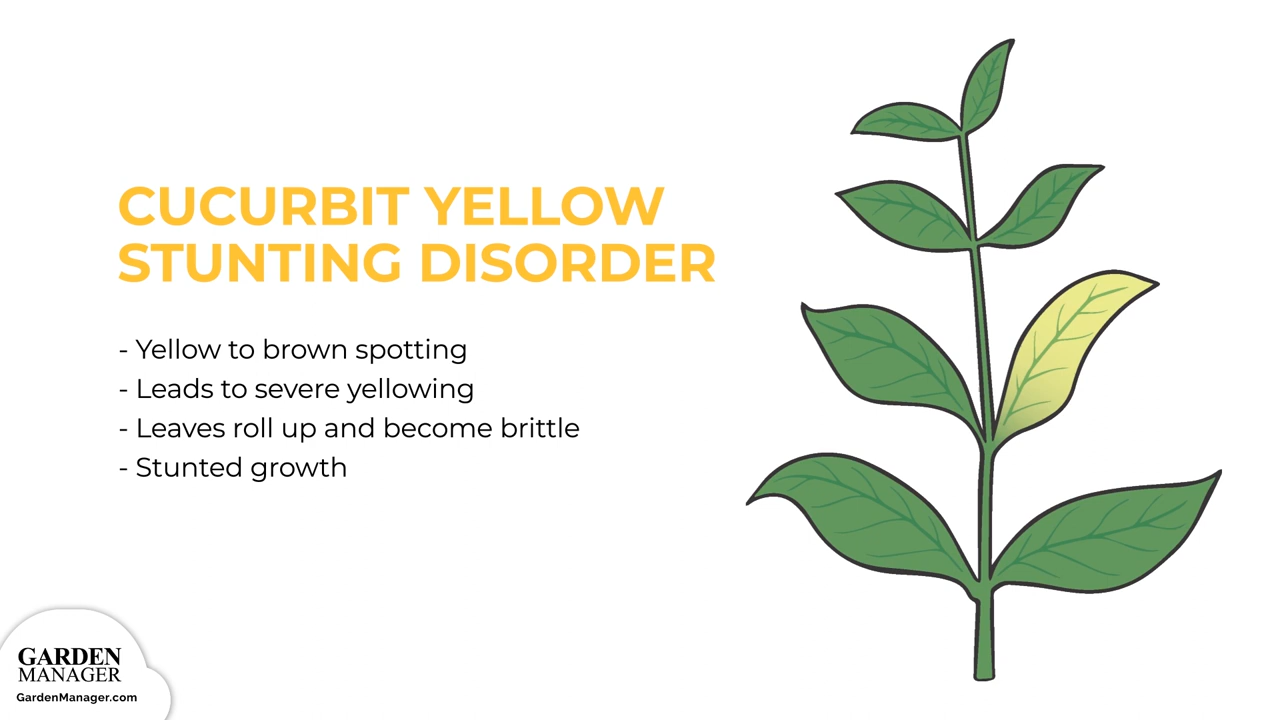 CUCURBIT YELLOW
STUNTING DISORDER
- Yellow to brown spotting
- Leads to severe yellowing
- Leaves roll up and become brittle
- Stunted growth
GARDEN
MANAGER
GardenManager.com